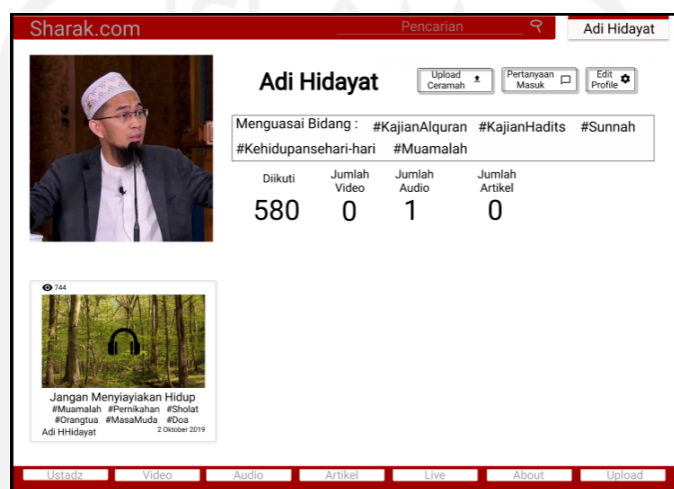 Sharak.com
Pencarian
Adi Hidayat
Adi Hidayat
Upload
Ceramah
Pertanyaan
Masuk
Edit
Profile
Menguasai Bidang : #KajianAlquran #KajianHadits #Sunnah
#Kehidupansehari-hari #Muamalah
Diikuti
Jumlah
Video
Jumlah
Audio
Jumlah
Artikel
580 0 1 0
744
Jangan Menyiayiakan Hidup
#Muamalah #Pernikahan #Sholat
#Orangtua #MasaMuda #Doa
Adi HHidayat 2 Oktober 2019
Ustadz Video Audio Artikel Live About Upload